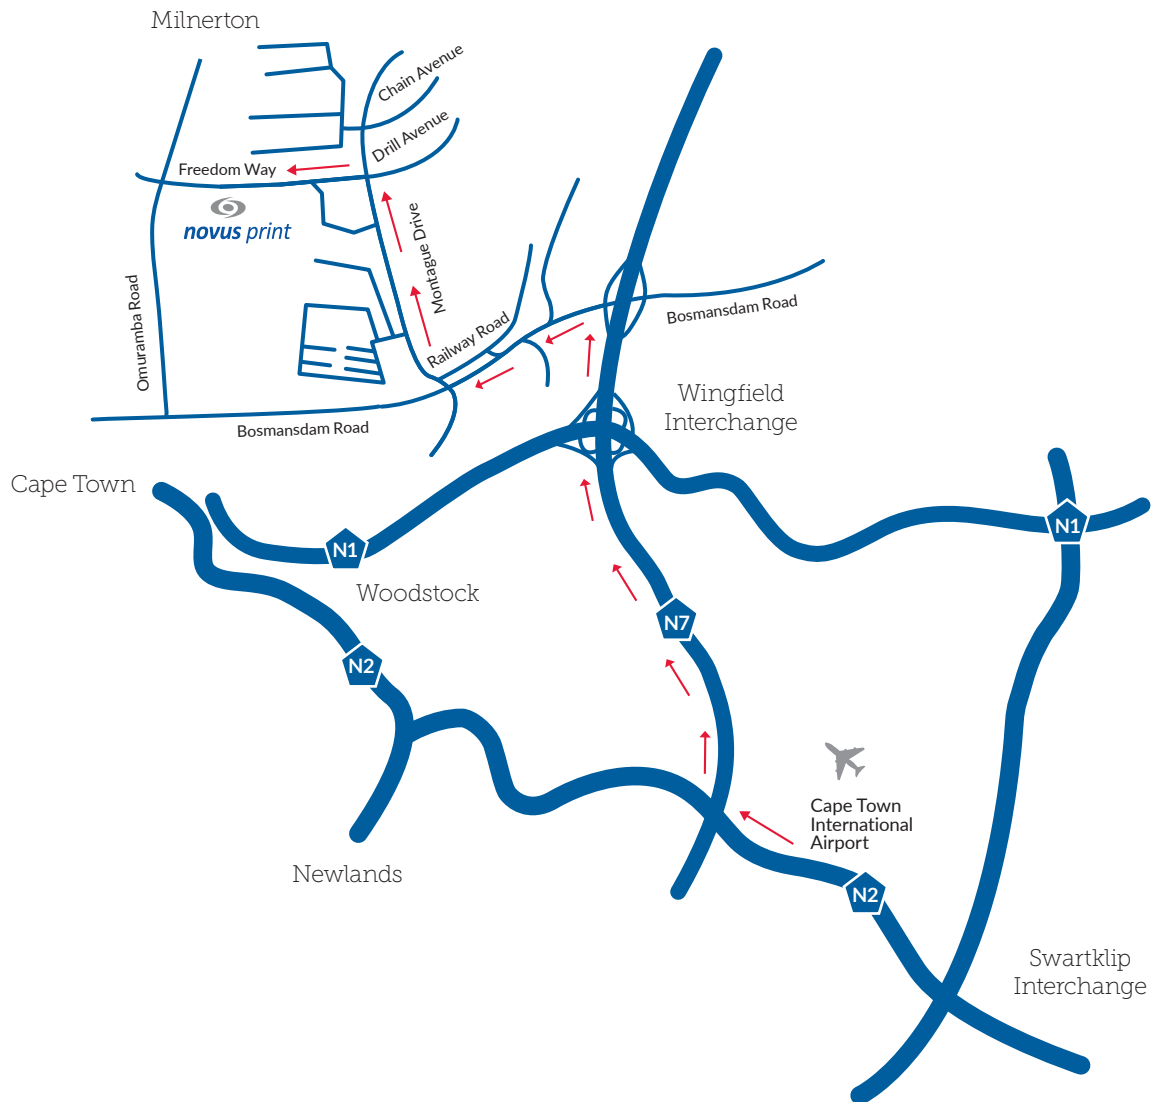 Milnerton
Chain Avenue
Drill Avenue
Freedom Way
novus print
Montague Drive
Omuramba Road
Railway Road
Bosmansdam Road
Bosmansdam Road
Wingfield
Interchange
Cape Town
N1
N1
Woodstock
N7
N2
Cape Town
International
Airport
Newlands
N2
Swartklip
Interchange